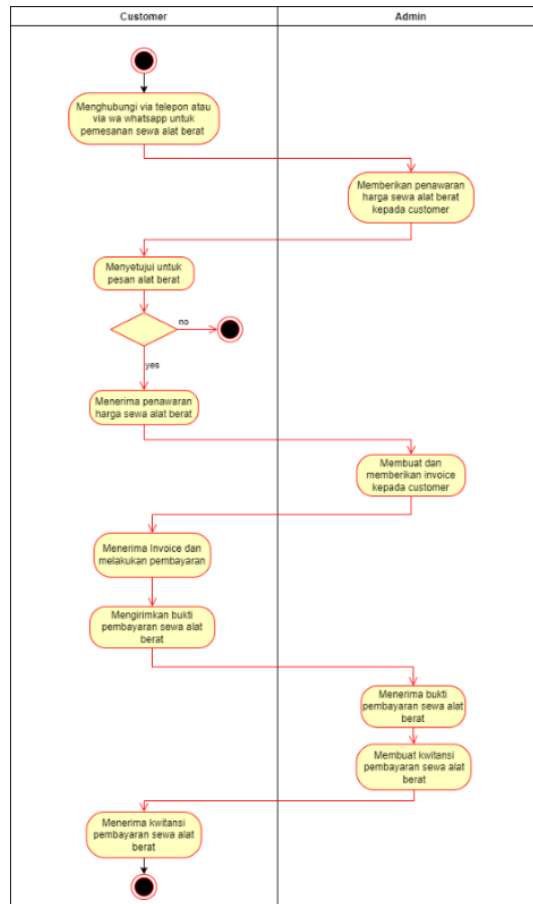 Customer
Admin
Menghubungi via telepon atau
via wa whatsapp untuk
pemesanan sewa alat berat
Memberikan penawaran
harga sewa alat berat
kepada customer
Menyetujui untuk
pesan alat berat
no
yes
Menerima penawaran
harga sewa alat berat
Membuat dan
memberikan invoice
kepada customer
Menerima Invoice dan
melakukan pembayaran
Mengirimkan bukti
pembayaran sewa alat
berat
Menerima bukti
pembayaran sewa alat
berat
Membuat kwitansi
pembayaran sewa alat
berat
Menerima kwitansi
pembayaran sewa alat
berat